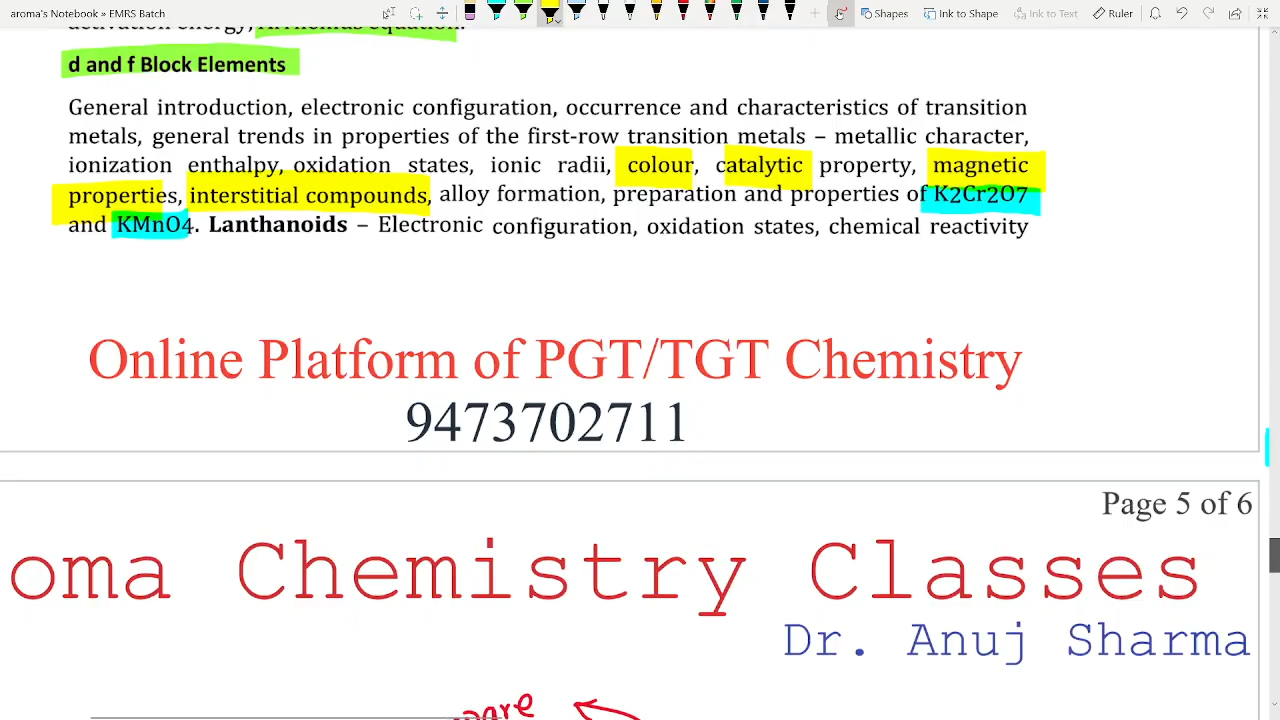 aroma's Notebook » EMRS Batch
Shapes Ink to Shape Ink to Text Ruler
activation energy, Arrhenius equation.
d and f Block Elements
General introduction, electronic configuration, occurrence and characteristics of transition
metals, general trends in properties of the first-row transition metals – metallic character,
ionization enthalpy, oxidation states, ionic radii, colour, catalytic property, magnetic
properties, interstitial compounds, alloy formation, preparation and properties of K2Cr2O7
and KMnO4. Lanthanoids – Electronic configuration, oxidation states, chemical reactivity
Online Platform of PGT/TGT Chemistry
9473702711
Page 5 of 6
oma Chemistry Classes
Dr. Anuj Sharma